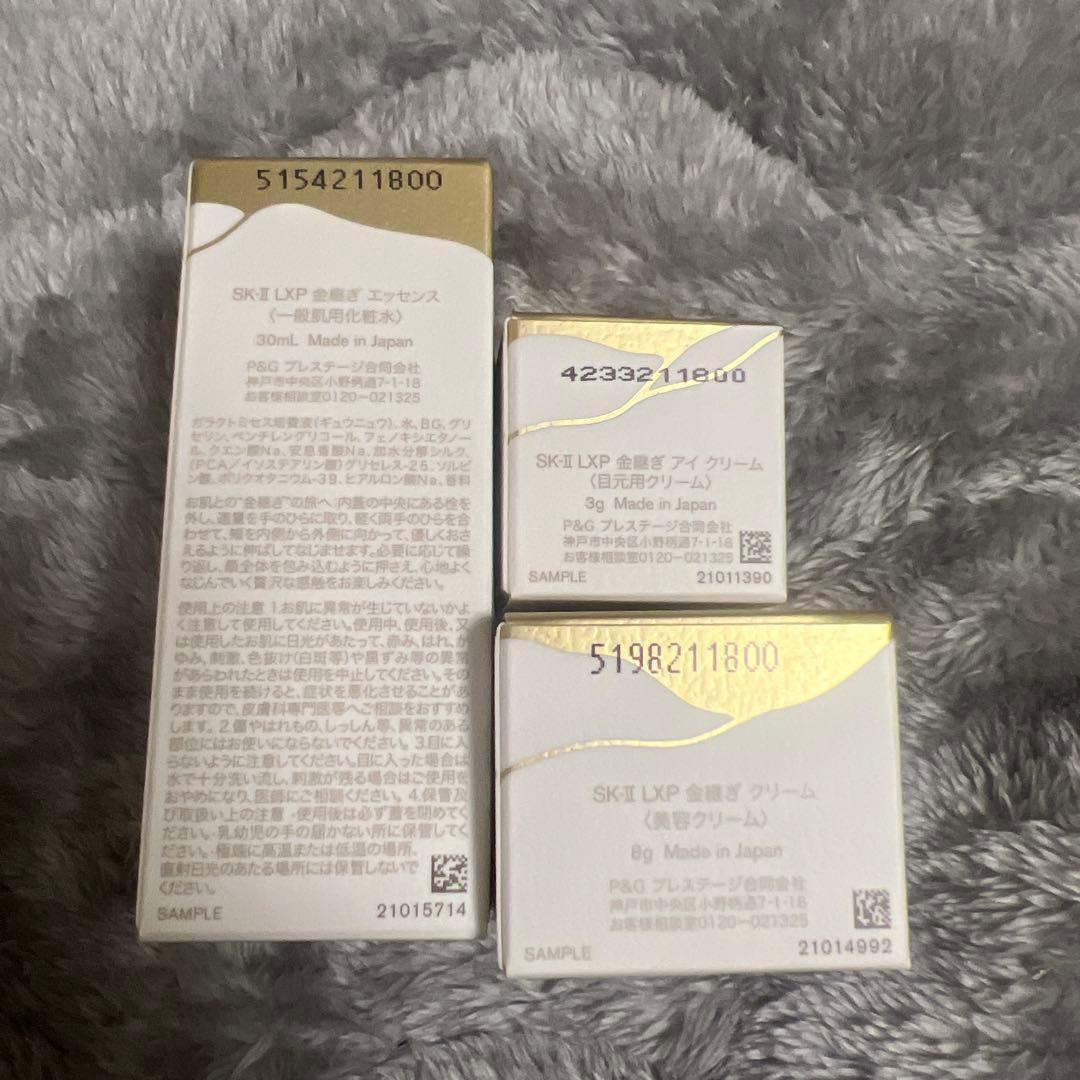 5154211800
SK-II LXP 金継ぎ エッセンス
〈一般肌用化粧水〉
30mL Made in Japan
P&G プレステージ合同会社
神戸市中央区小野柄通7-1-18
お客様相談室0120-021325
ガラクトミセス培養液(ギュウニュウ)、水、BG、グリ
セリン、ペンチレングリコール、フェノキシエタノー
ル、クエン酸Na、安息香酸Na、加水分解シルク、
(PCA/イソステアリン酸)グリセレス-25、ソルビ
ン酸、ポリクオタニウム-39、ヒアルロン酸Na、香料
お肌との“金継ぎ”の旅へ 内蓋の中央にある栓を
外し、適量を手のひらに取り、軽く両手のひらを合
わせて、頬を内側から外側に向かって、優しくおさ
えるように伸ばしてなじませます。必要に応じて繰
り返し、顔全体を包み込むように押さえ、心地よく
なじんでいく贅沢な感触をお楽しみください。
使用上の注意 1.お肌に異常が生じていないかよ
く注意して使用してください。使用中、使用後、又
は使用したお肌に日光があたって、赤み、はれ、か
ゆみ、刺激、色抜け(白斑等)や黒ずみ等の異常
があらわれたときは使用を中止してください。その
まま使用を続けると、症状を悪化させることがあ
りますので、皮膚科専門医等へご相談をおすすめ
します。2.傷やはれもの、しっしん等、異常のある
部位にはお使いにならないでください。3.目に入
らないように注意してください。目に入った場合は
水で十分洗い流し、刺激が残る場合はご使用を
おやめになり、医師にご相談ください。4.保管及
び取扱い上の注意 ・使用後は必ず蓋を閉めてく
ださい。・乳幼児の手の届かない所に保管してく
ださい。・極端に高温または低温の場所、
直射日光のあたる場所には保管しないで
ください。
SAMPLE 21015714
4233211800
SK-II LXP 金継ぎ アイ クリーム
〈目元用クリーム〉
3g Made in Japan
P&G プレステージ合同会社
神戸市中央区小野柄通7-1-18
お客様相談室0120-021325
SAMPLE 21011390
5198211800
SK-II LXP 金継ぎ クリーム
〈美容クリーム〉
8g Made in Japan
P&G プレステージ合同会社
神戸市中央区小野柄通7-1-18
お客様相談室0120-021325
SAMPLE 21014992